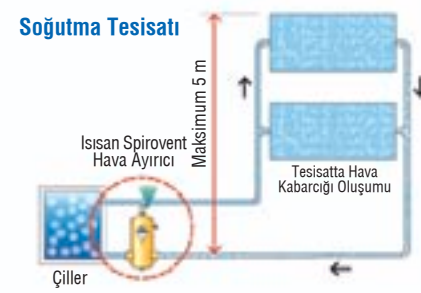 Soğutma Tesisatı
Maksimum 5 m
Isısan Spirovent
Hava Ayırıcı
Tesisatta Hava
Kabarcığı Oluşumu
Çiller